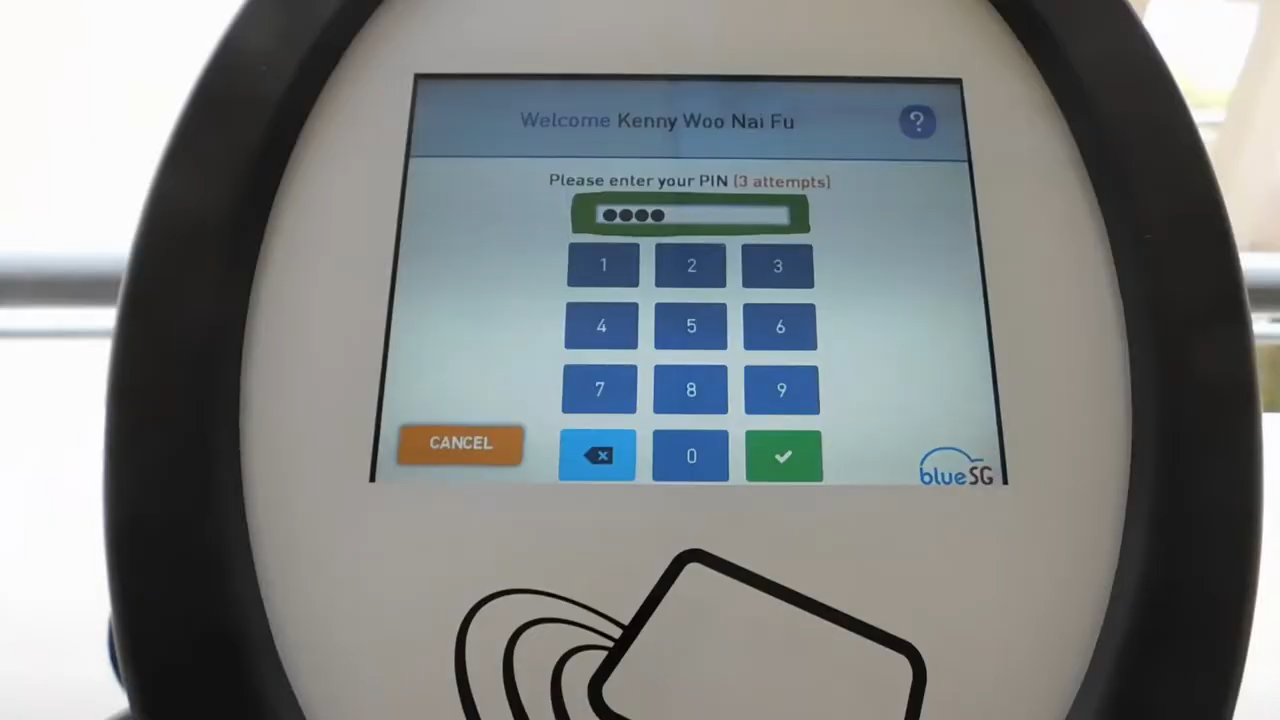 Welcome Kenny Woo Nai Fu
?
Please enter your PIN (3 attempts)
1 2 3
4 5 6
7 8 9
CANCEL
0
blueSG